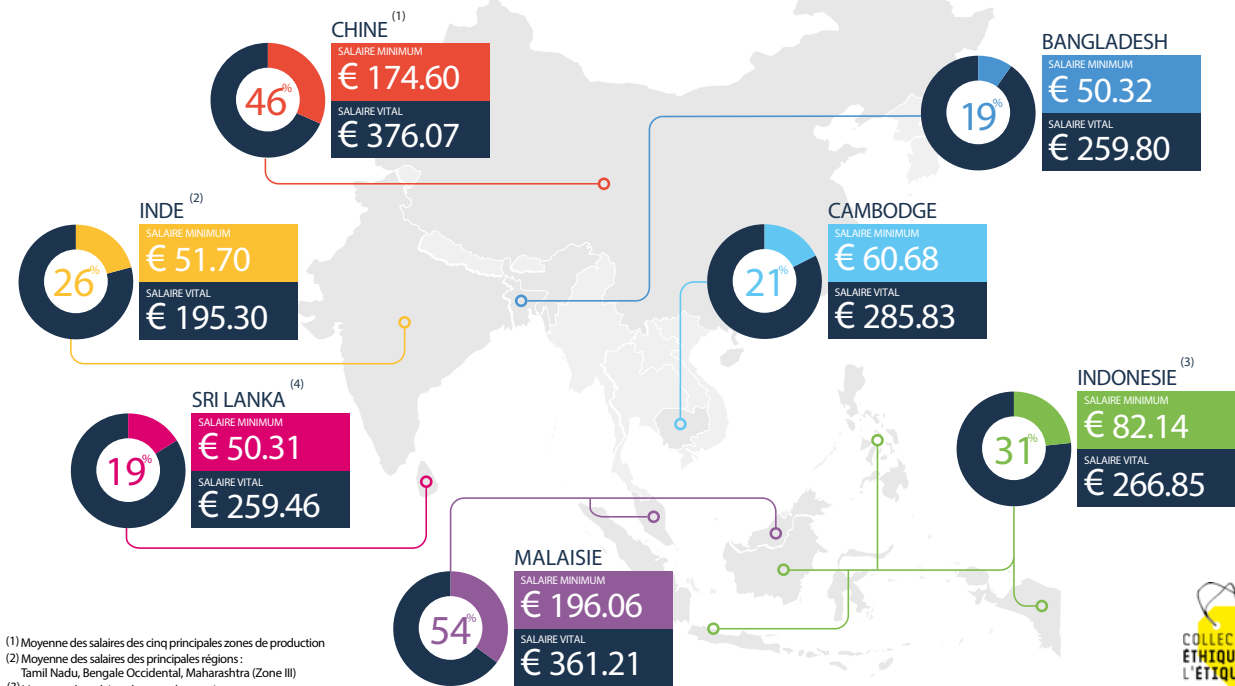 CHINE (1)
SALAIRE MINIMUM
€ 174.60
SALAIRE VITAL
€ 376.07
46%
BANGLADESH
SALAIRE MINIMUM
€ 50.32
SALAIRE VITAL
€ 259.80
19%
INDE (2)
SALAIRE MINIMUM
€ 51.70
SALAIRE VITAL
€ 195.30
26%
CAMBODGE
SALAIRE MINIMUM
€ 60.68
SALAIRE VITAL
€ 285.83
21%
SRI LANKA (4)
SALAIRE MINIMUM
€ 50.31
SALAIRE VITAL
€ 259.46
19%
INDONESIE (3)
SALAIRE MINIMUM
€ 82.14
SALAIRE VITAL
€ 266.85
31%
MALAISIE
SALAIRE MINIMUM
€ 196.06
SALAIRE VITAL
€ 361.21
54%
(1) Moyenne des salaires des cinq principales zones de production
(2) Moyenne des salaires des principales régions :
Tamil Nadu, Bengale Occidental, Maharashtra (Zone III)
COLLEC
ÉTHIQU
L'ÉTIQU